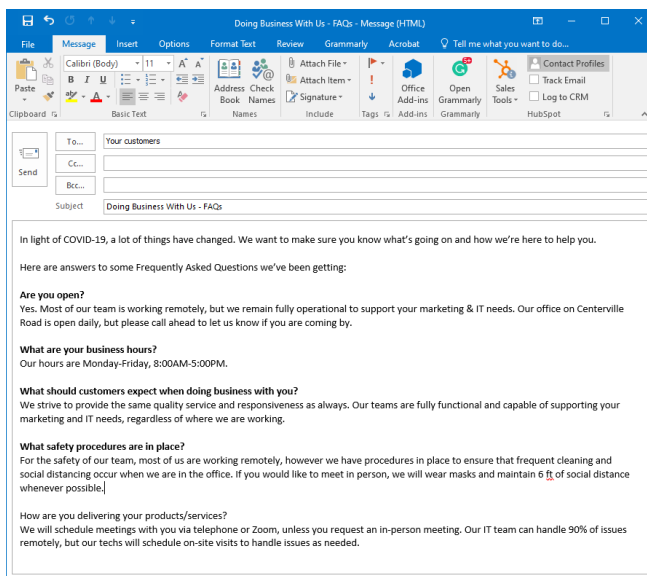 Doing Business With Us - FAQs - Message (HTML)
File Message Insert Options Format Text Review Grammarly Acrobat Tell me what you want to do...
Calibri (Body) 11 A A
Attach File
Contact Profiles
B I U
Attach Item
Track Email
Paste
Address Book
Check Names
Signature
Office Add-ins
Open Grammarly
Sales Tools
Log to CRM
Clipboard Basic Text Names Include Tags Add-ins Grammarly HubSpot
To... Your customers
Cc...
Send
Bcc...
Subject Doing Business With Us - FAQs
In light of COVID-19, a lot of things have changed. We want to make sure you know what's going on and how we're here to help you.
Here are answers to some Frequently Asked Questions we've been getting:
Are you open?
Yes. Most of our team is working remotely, but we remain fully operational to support your marketing & IT needs. Our office on Centerville
Road is open daily, but please call ahead to let us know if you are coming by.
What are your business hours?
Our hours are Monday-Friday, 8:00AM-5:00PM.
What should customers expect when doing business with you?
We strive to provide the same quality service and responsiveness as always. Our teams are fully functional and capable of supporting your
marketing and IT needs, regardless of where we are working.
What safety procedures are in place?
For the safety of our team, most of us are working remotely, however we have procedures in place to ensure that frequent cleaning and
social distancing occur when we are in the office. If you would like to meet in person, we will wear masks and maintain 6 ft of social distance
whenever possible.
How are you delivering your products/services?
We will schedule meetings with you via telephone or Zoom, unless you request an in-person meeting. Our IT team can handle 90% of issues
remotely, but our techs will schedule on-site visits to handle issues as needed.